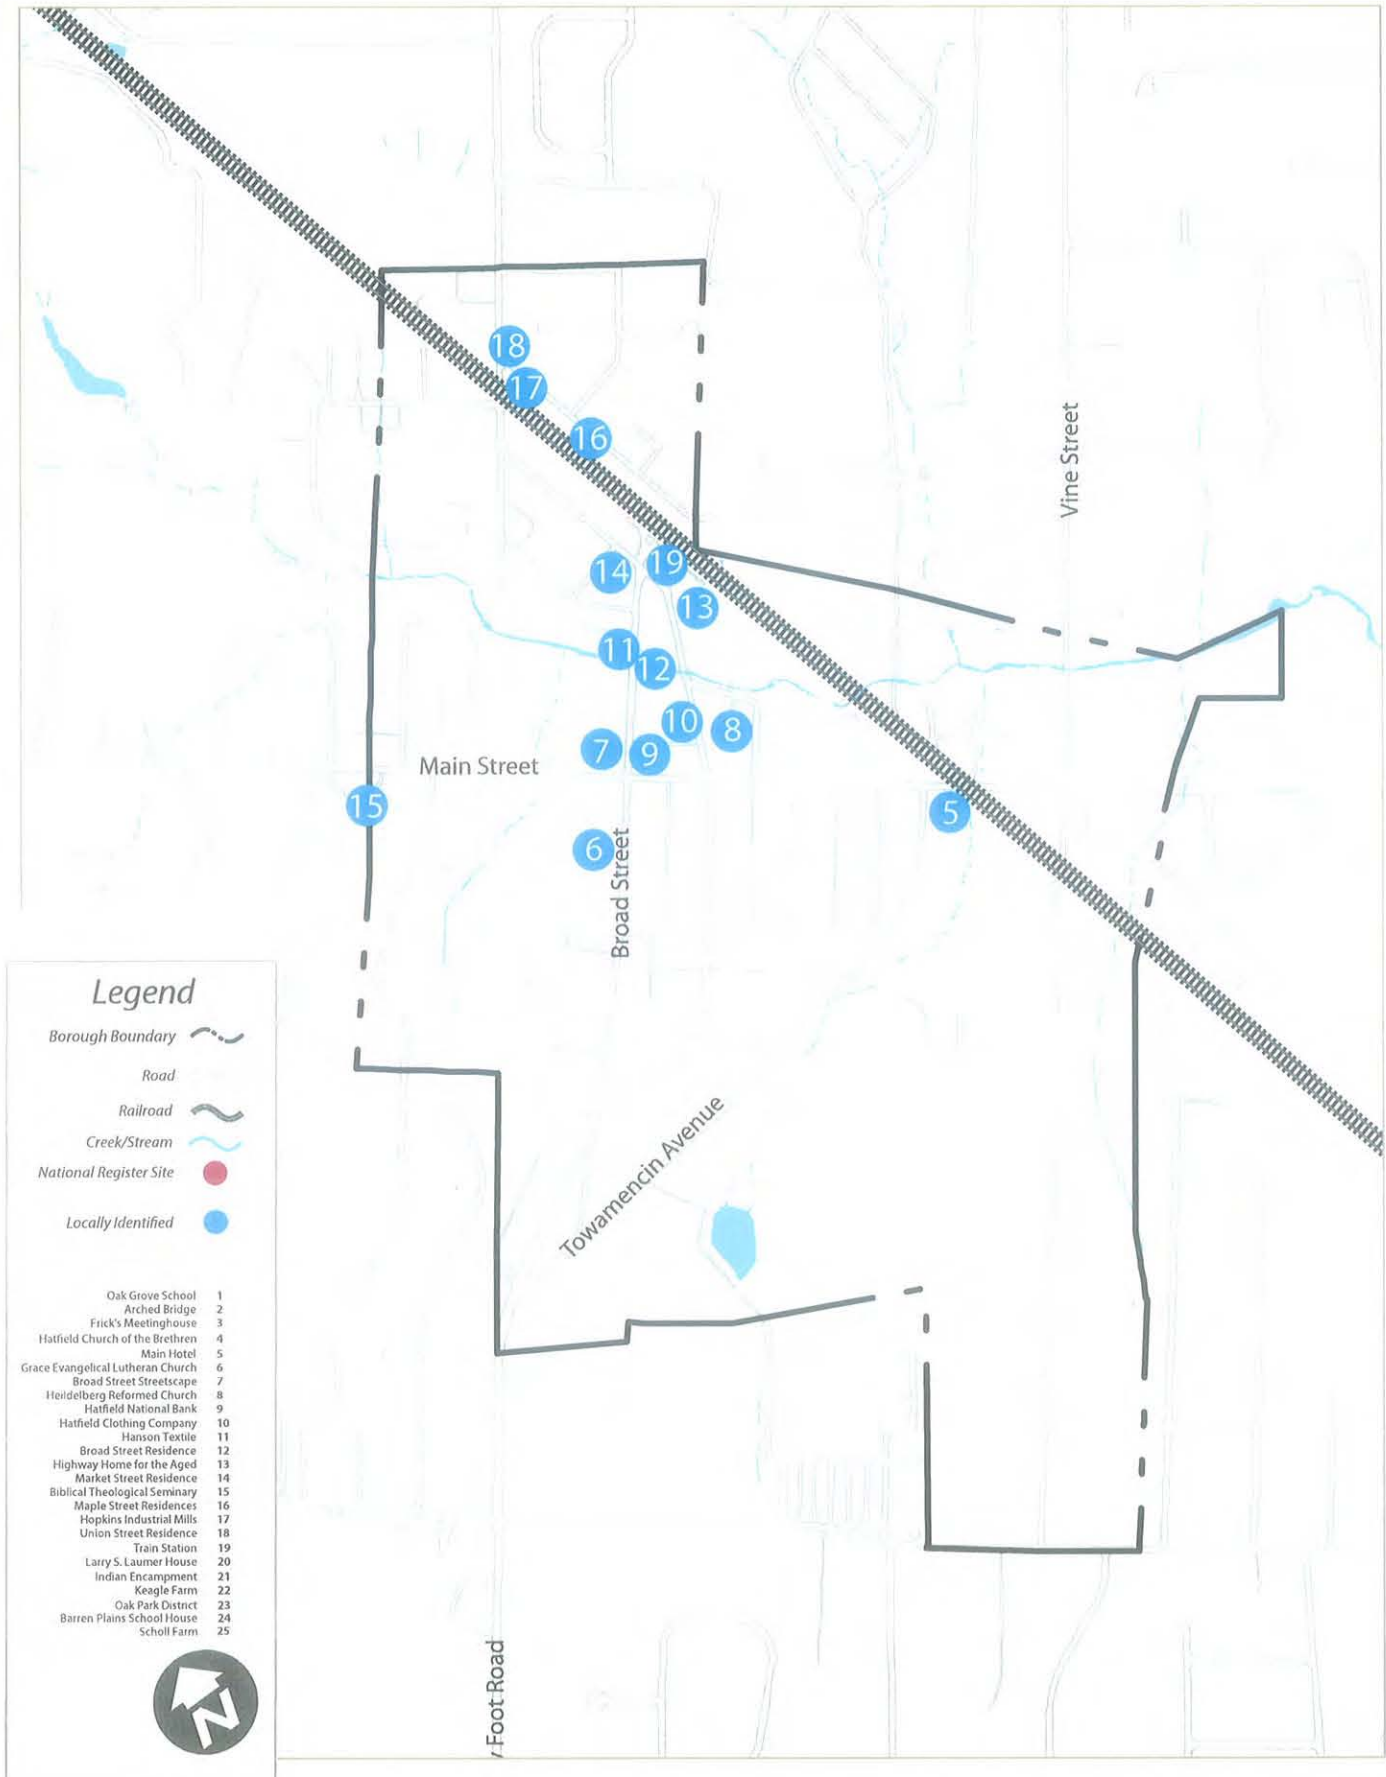 18
17
16
Vine Street
19
14
13
11
12
10
8
7
9
Main Street
15
5
6
Broad Street
Legend
Borough Boundary
Road
Railroad
Creek/Stream
National Register Site
Locally Identified
Towamencin Avenue
Oak Grove School 1
Arched Bridge 2
Frick's Meetinghouse 3
Hatfield Church of the Brethren 4
Main Hotel 5
Grace Evangelical Lutheran Church 6
Broad Street Streetscape 7
Heildelberg Reformed Church 8
Hatfield National Bank 9
Hatfield Clothing Company 10
Hanson Textile 11
Broad Street Residence 12
Highway Home for the Aged 13
Market Street Residence 14
Biblical Theological Seminary 15
Maple Street Residences 16
Hopkins Industrial Mills 17
Union Street Residence 18
Train Station 19
Larry S. Laumer House 20
Indian Encampment 21
Keagle Farm 22
Oak Park District 23
Barren Plains School House 24
Scholl Farm 25
N
Foot Road